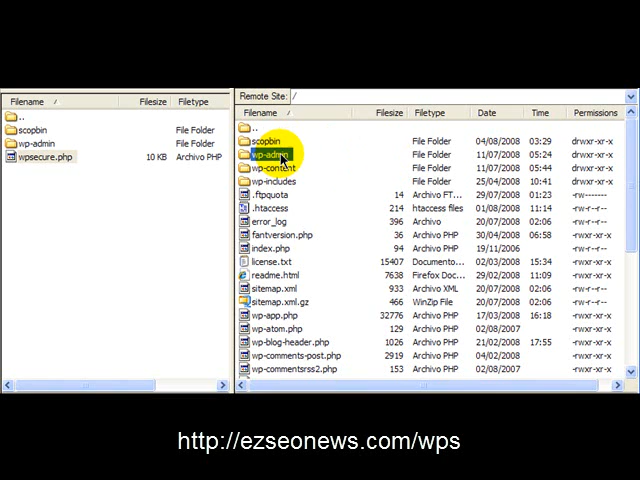 Remote Site: /
Filename / Filesize Filetype
..
scopbin File Folder
wp-admin File Folder
wpsecure.php 10 KB Archivo PHP
Filename / Filesize Filetype Date Time Permissions
..
scopbin File Folder 04/08/2008 03:29 drwxr-xr-x
wp-admin File Folder 11/07/2008 05:24 drwxr-xr-x
wp-content File Folder 11/07/2008 05:44 drwxr-xr-x
wp-includes File Folder 25/04/2008 10:41 drwxr-xr-x
.ftpquota 14 Archivo FT... 29/07/2008 01:23 -rw-------
.htaccess 214 htaccess files 01/08/2008 11:14 -rw-r--r--
error_log 396 Archivo 20/07/2008 02:06 -rw-r--r--
fantversion.php 36 Archivo PHP 30/04/2008 06:58 -rwxr-xr-x
index.php 94 Archivo PHP 19/11/2006 -rw-r--r--
license.txt 15407 Documento... 02/03/2008 15:34 -rwxr-xr-x
readme.html 7638 Firefox Doc... 29/02/2008 11:09 -rwxr-xr-x
sitemap.xml 933 Archivo XML 20/07/2008 02:06 -rw-r--r--
sitemap.xml.gz 466 WinZip File 20/07/2008 02:06 -rw-r--r--
wp-app.php 32776 Archivo PHP 17/03/2008 16:18 -rwxr-xr-x
wp-atom.php 129 Archivo PHP 02/08/2007 -rwxr-xr-x
wp-blog-header.php 1026 Archivo PHP 21/02/2008 17:55 -rwxr-xr-x
wp-comments-post.php 2919 Archivo PHP 04/02/2008 -rwxr-xr-x
wp-commentsrss2.php 153 Archivo PHP 02/08/2007 -rwxr-xr-x
http://ezseonews.com/wps